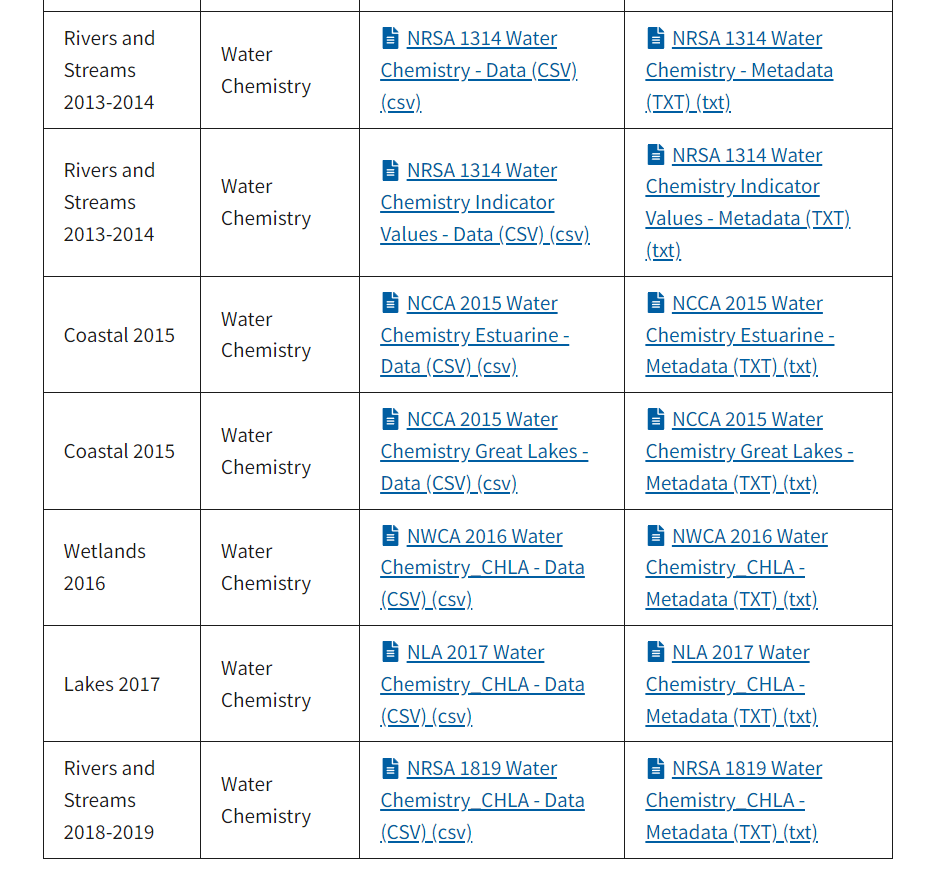 Rivers and
Streams
2013-2014
Water
Chemistry
NRSA 1314 Water
Chemistry - Data (CSV)
(csv)
NRSA 1314 Water
Chemistry - Metadata
(TXT) (txt)
Rivers and
Streams
2013-2014
Water
Chemistry
NRSA 1314 Water
Chemistry Indicator
Values - Data (CSV) (csv)
NRSA 1314 Water
Chemistry Indicator
Values - Metadata (TXT)
(txt)
Coastal 2015
Water
Chemistry
NCCA 2015 Water
Chemistry Estuarine -
Data (CSV) (csv)
NCCA 2015 Water
Chemistry Estuarine -
Metadata (TXT) (txt)
Coastal 2015
Water
Chemistry
NCCA 2015 Water
Chemistry Great Lakes -
Data (CSV) (csv)
NCCA 2015 Water
Chemistry Great Lakes -
Metadata (TXT) (txt)
Wetlands
2016
Water
Chemistry
NWCA 2016 Water
Chemistry_CHLA - Data
(CSV) (csv)
NWCA 2016 Water
Chemistry_CHLA -
Metadata (TXT) (txt)
Lakes 2017
Water
Chemistry
NLA 2017 Water
Chemistry_CHLA - Data
(CSV) (csv)
NLA 2017 Water
Chemistry_CHLA -
Metadata (TXT) (txt)
Rivers and
Streams
2018-2019
Water
Chemistry
NRSA 1819 Water
Chemistry_CHLA - Data
(CSV) (csv)
NRSA 1819 Water
Chemistry_CHLA -
Metadata (TXT) (txt)